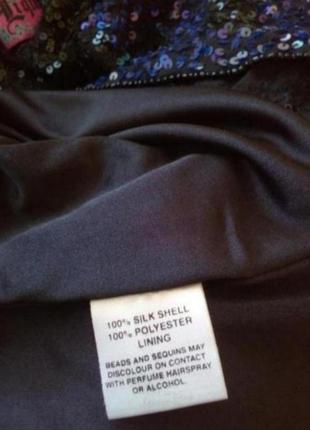 100% SILK SHELL
100% POLYESTER
LINING
BEADS AND SEQUINS MAY
DISCOLOUR ON CONTACT
WITH PERFUME HAIRSPRAY
OR ALCOHOL.